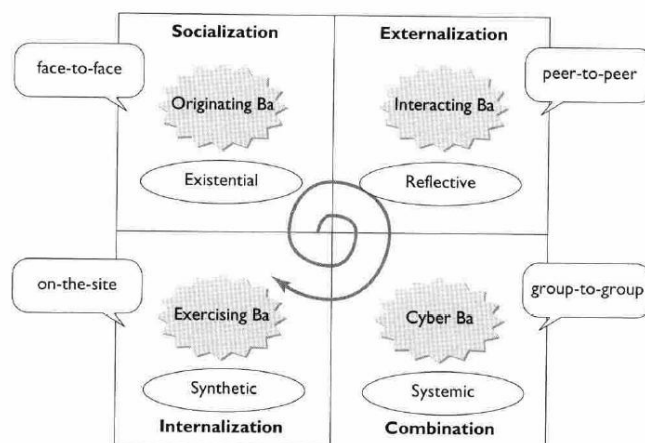 Socialization
Externalization
face-to-face
peer-to-peer
Originating Ba
Interacting Ba
Existential
Reflective
on-the-site
group-to-group
Exercising Ba
Cyber Ba
Synthetic
Systemic
Internalization
Combination